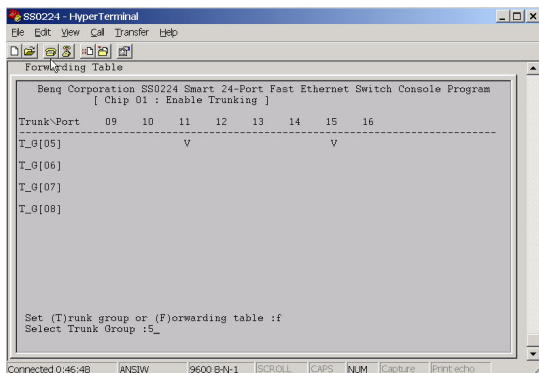 SS0224 - HyperTerminal
File Edit View Call Transfer Help
Forwarding Table
Benq Corporation SS0224 Smart 24-Port Fast Ethernet Switch Console Program
[ Chip 01 : Enable Trunking ]
Trunk\Port 09 10 11 12 13 14 15 16
T_G[05] V V
T_G[06]
T_G[07]
T_G[08]
Set (T)runk group or (F)orwarding table :f
Select Trunk Group :5_
Connected 0:46:48 ANSIW 9600 8-N-1 SCROLL CAPS NUM Capture Print echo